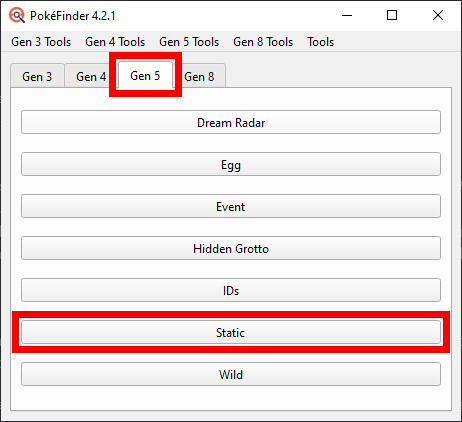 PokéFinder 4.2.1
Gen 3 Tools Gen 4 Tools Gen 5 Tools Gen 8 Tools Tools
Gen 3 Gen 4 Gen 5 Gen 8
Dream Radar
Egg
Event
Hidden Grotto
IDs
Static
Wild